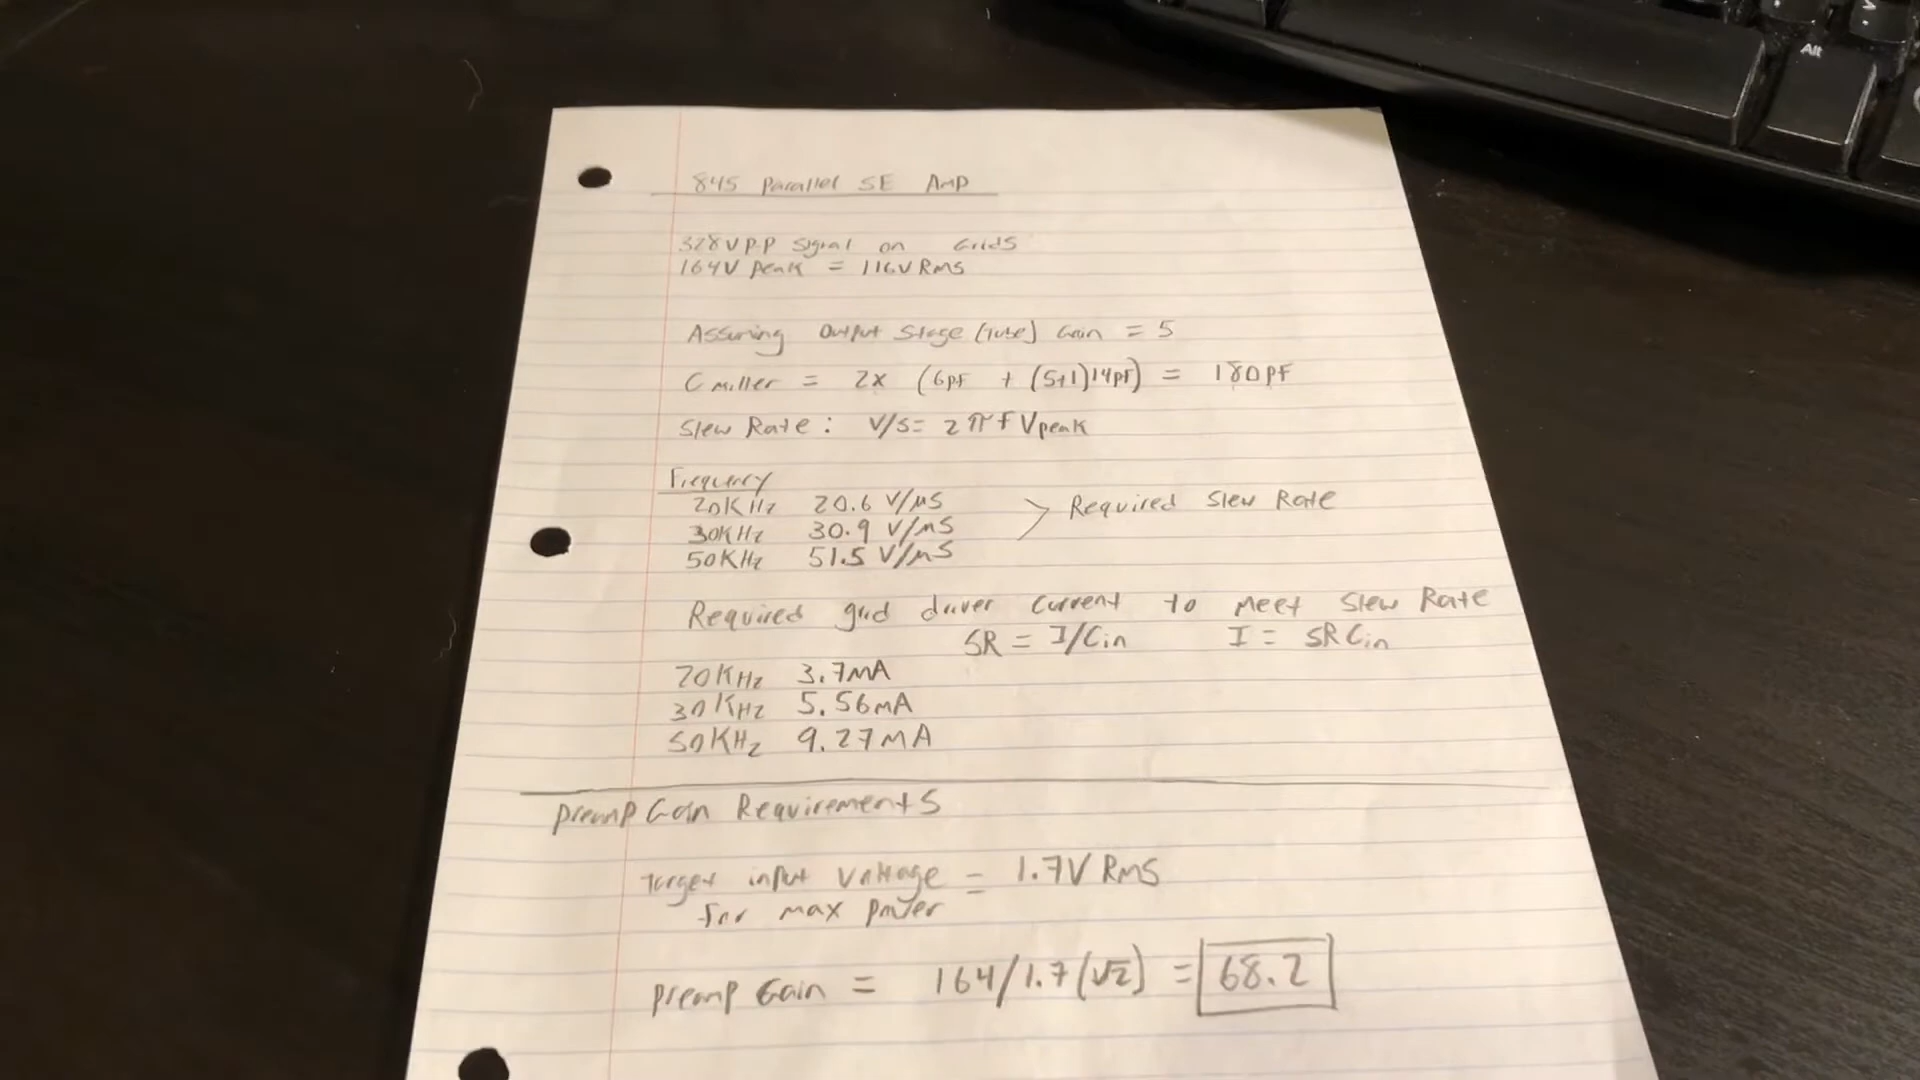 845 Parallel SE Amp
328V P-P Signal on Grids
164V peak = 116V RMS
Assuming Output Stage (Tube) Gain = 5
C miller = 2x (6pF + (5+1)14pF) = 180pF
Slew Rate: V/S = 2πf Vpeak
Frequency
20KHz 20.6 V/µS
30KHz 30.9 V/µS
50KHz 51.5 V/µS
> Required Slew Rate
Required grid driver current to meet Slew Rate
SR = I/Cin I = SRCin
20KHz 3.7mA
30KHz 5.56mA
50KHz 9.27mA
Preamp Gain Requirements
Target input Voltage = 1.7V RMS
for max power
preamp Gain = 164/1.7(√2) = 68.2
Alt